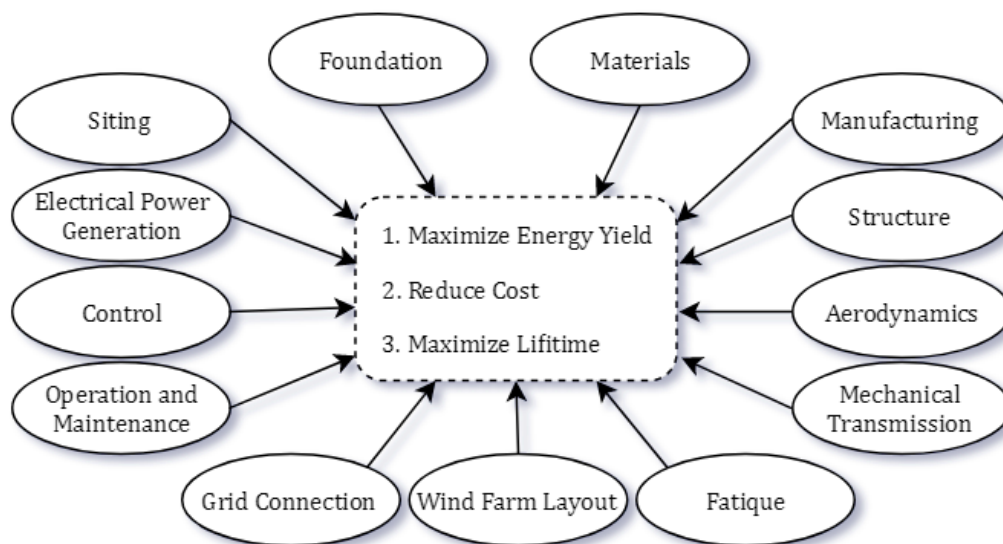 Foundation
Materials
Siting
Manufacturing
Electrical Power
Generation
Structure
1. Maximize Energy Yield
2. Reduce Cost
3. Maximize Lifitime
Control
Aerodynamics
Operation and
Maintenance
Mechanical
Transmission
Grid Connection
Wind Farm Layout
Fatique